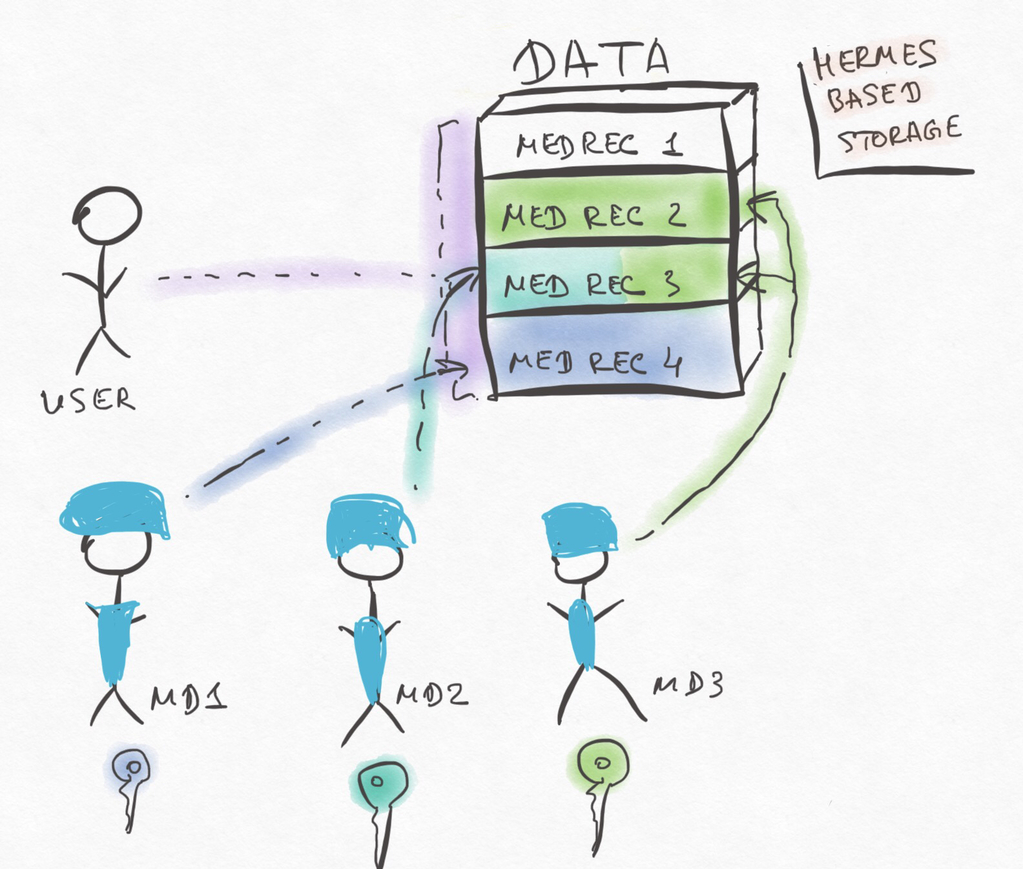 DATA
HERMES
BASED
STORAGE
MEDREC 1
MED REC 2
MED REC 3
MED REC 4
USER
MD1
MD2
MD3